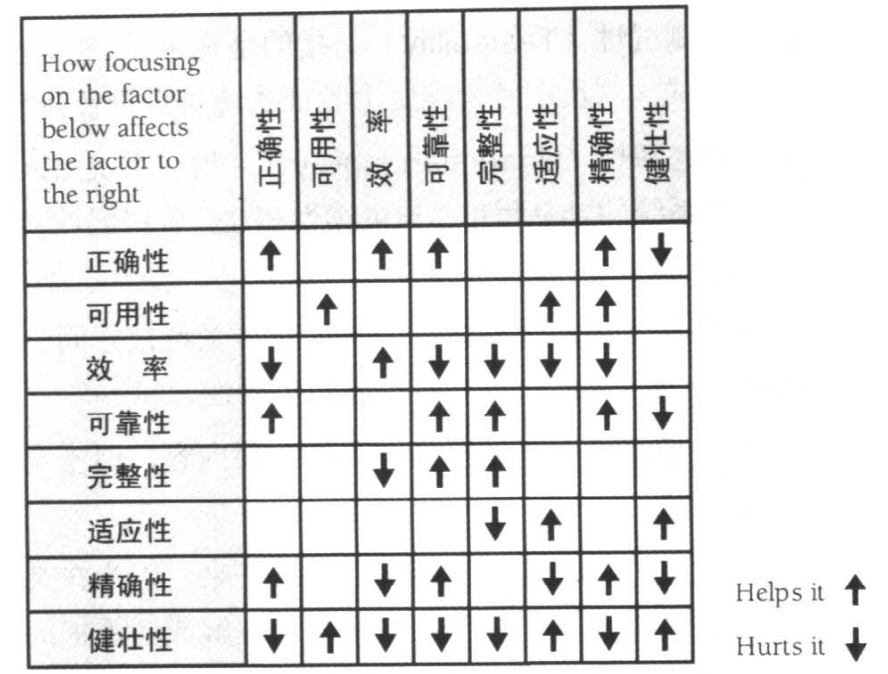 How focusing
on the factor
below affects
the factor to
the right
正确性
可用性
效 率
可靠性
完整性
适应性
精确性
健壮性
正确性 ↑ ↑ ↑ ↑ ↓
可用性 ↑ ↑ ↑
效 率 ↓ ↑ ↓ ↓ ↓ ↓
可靠性 ↑ ↑ ↑ ↑ ↓
完整性 ↓ ↑ ↑
适应性 ↓ ↑ ↑
精确性 ↑ ↓ ↑ ↓ ↑ ↓
健壮性 ↓ ↑ ↓ ↓ ↓ ↑ ↓ ↑
Helps it ↑
Hurts it ↓